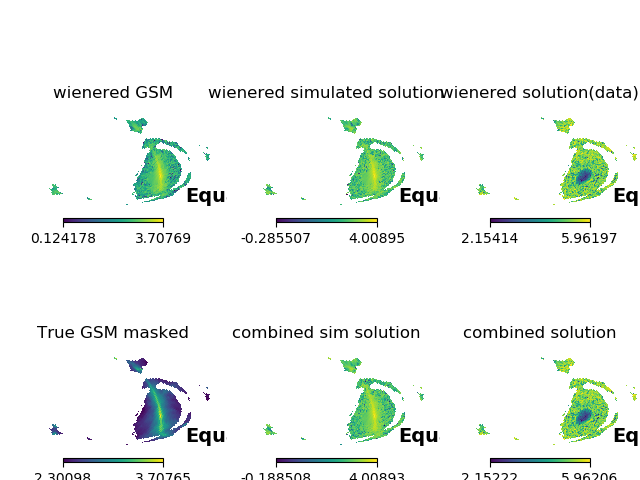 wienered GSM
wienered simulated solution
wienered solution(data)
Equ
Equ
Eq
0.124178 3.70769
-0.285507 4.00895
2.15414 5.96197
True GSM masked
combined sim solution
combined solution
Equ
Equ
Eq
2.30098 3.70765
-0.188508 4.00893
2.15222 5.96206